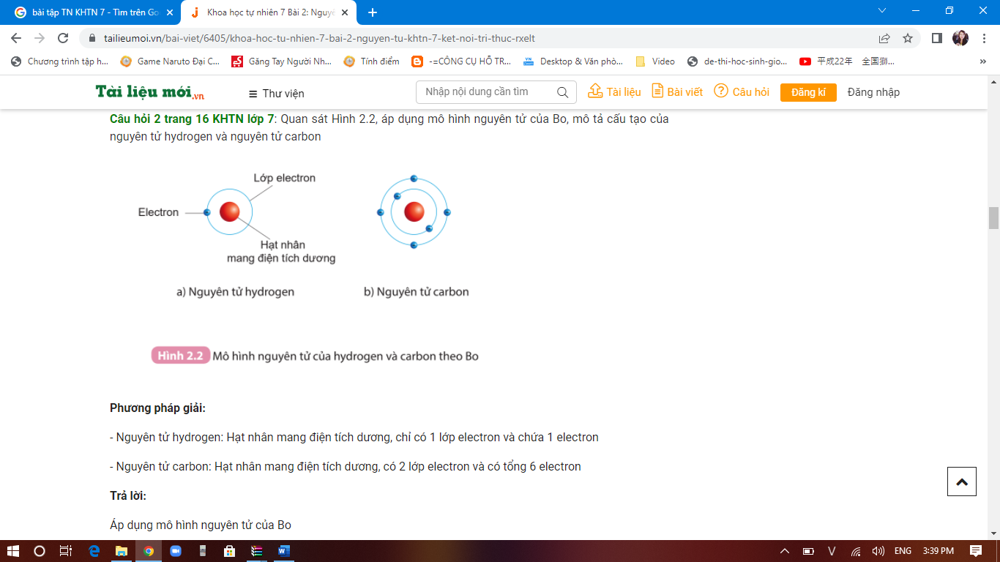 bài tập TN KHTN 7 - Tìm trên Go
Khoa học tự nhiên 7 Bài 2: Nguyê
tailieumoi.vn/bai-viet/6405/khoa-hoc-tu-nhien-7-bai-2-nguyen-tu-khtn-7-ket-noi-tri-thuc-rxelt
Chương trình tập h... Game Naruto Đại C... Găng Tay Người Nh... Tính điểm -=CÔNG CỤ HỖ TR... Desktop & Văn phò... Video de-thi-hoc-sinh-gio... 平成22年 全国獅... »
Tài liệu mới.vn Thư viện Nhập nội dung cần tìm Tài liệu Bài viết Câu hỏi Đăng kí Đăng nhập
Câu hỏi 2 trang 16 KHTN lớp 7: Quan sát Hình 2.2, áp dụng mô hình nguyên tử của Bo, mô tả cấu tạo của
nguyên tử hydrogen và nguyên tử carbon
Lớp electron
Electron
Hạt nhân
mang điện tích dương
a) Nguyên tử hydrogen
b) Nguyên tử carbon
Hình 2.2 Mô hình nguyên tử của hydrogen và carbon theo Bo
Phương pháp giải:
- Nguyên tử hydrogen: Hạt nhân mang điện tích dương, chỉ có 1 lớp electron và chứa 1 electron
- Nguyên tử carbon: Hạt nhân mang điện tích dương, có 2 lớp electron và có tổng 6 electron
Trả lời:
Áp dụng mô hình nguyên tử của Bo
ENG 3:39 PM